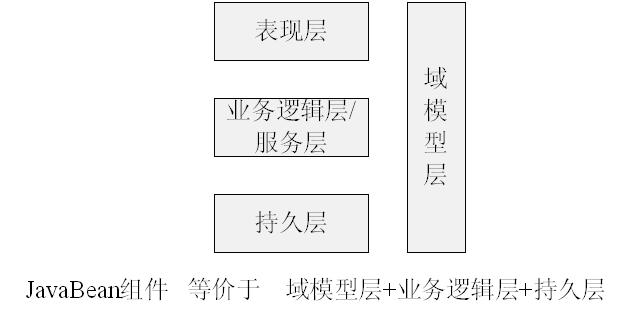 表现层
业务逻辑层/
服务层
持久层
域
模
型
层
JavaBean组件 等价于 域模型层+业务逻辑层+持久层